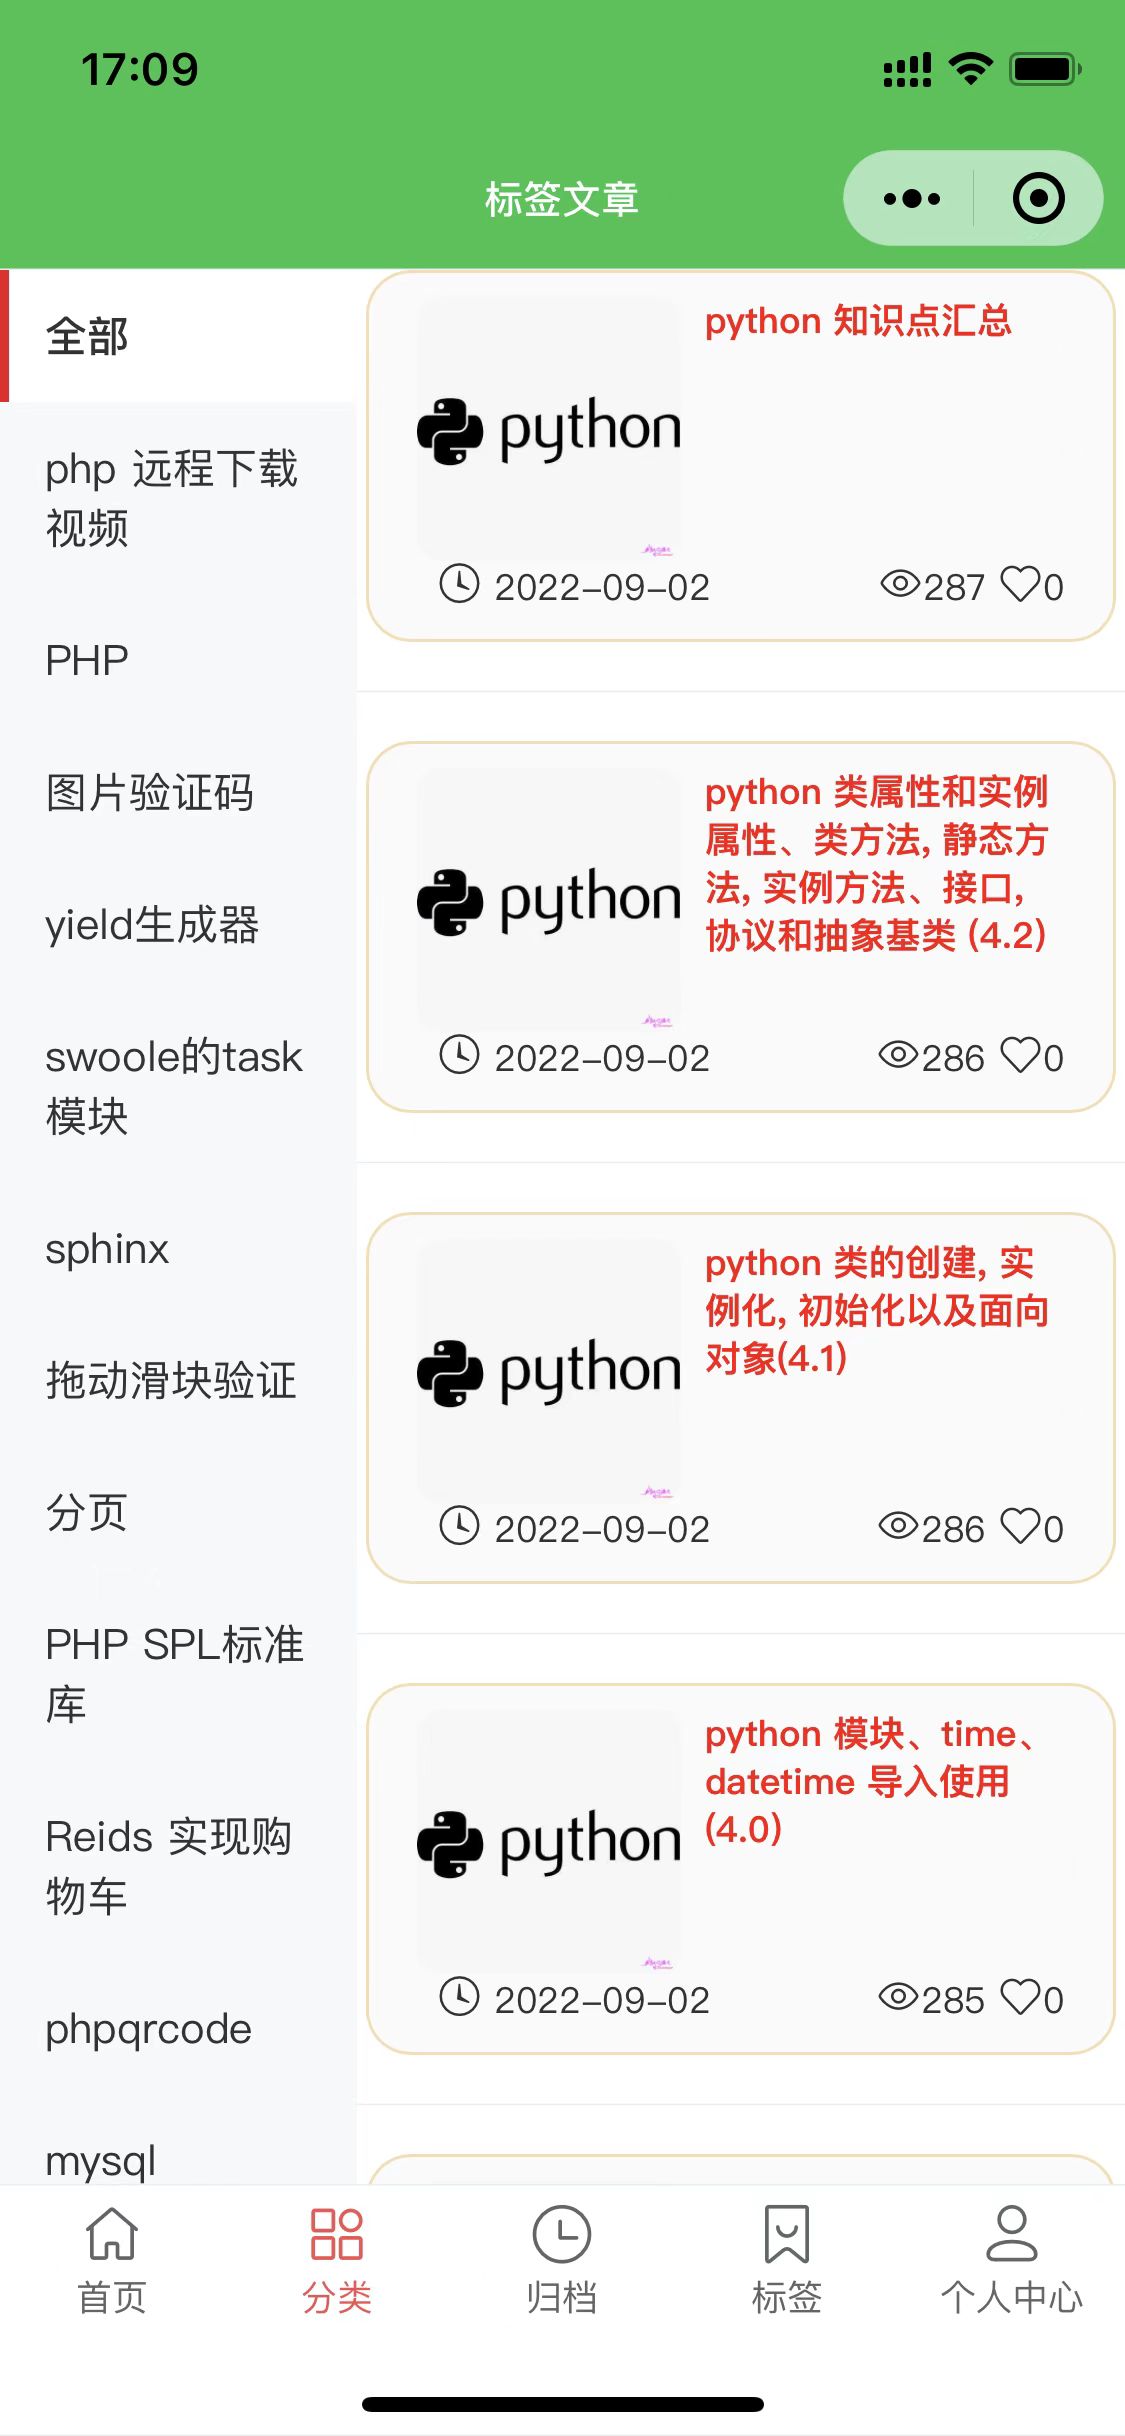 17:09
标签文章
全部
php 远程下载
视频
PHP
图片验证码
yield生成器
swoole的task
模块
sphinx
拖动滑块验证
分页
PHP SPL标准
库
Reids 实现购
物车
phpqrcode
mysql
python
python 知识点汇总
2022-09-02
287
0
python
python 类属性和实例
属性、类方法, 静态方
法, 实例方法、接口,
协议和抽象基类 (4.2)
2022-09-02
286
0
python
python 类的创建, 实
例化, 初始化以及面向
对象(4.1)
2022-09-02
286
0
python
python 模块、time、
datetime 导入使用
(4.0)
2022-09-02
285
0
首页
分类
归档
标签
个人中心